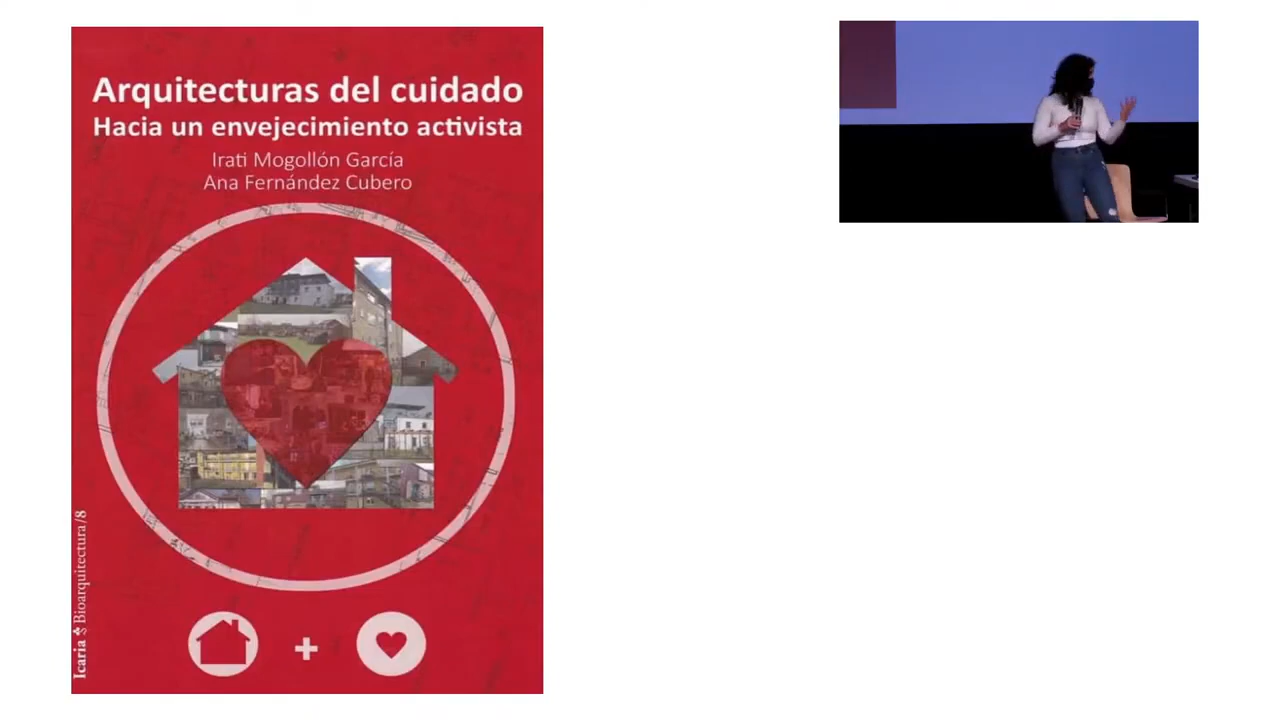 Arquitecturas del cuidado
Hacia un envejecimiento activista
Irati Mogollón García
Ana Fernández Cubero
Icaria Bioarquitectura/8
+